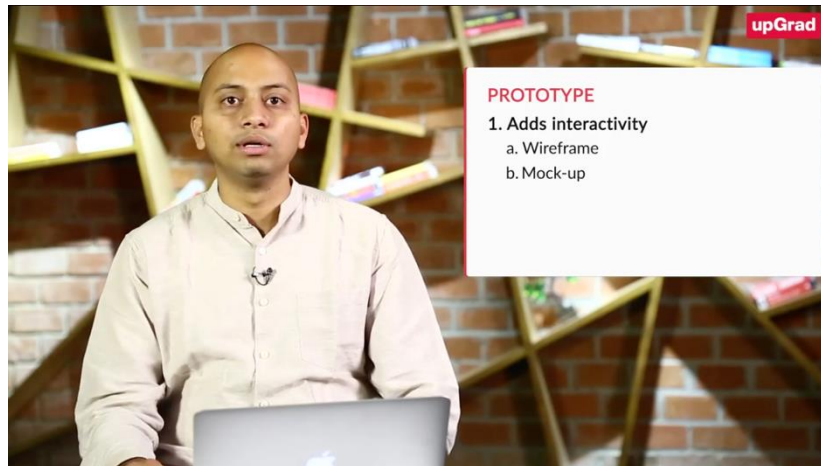 upGrad
PROTOTYPE
1. Adds interactivity
a. Wireframe
b. Mock-up